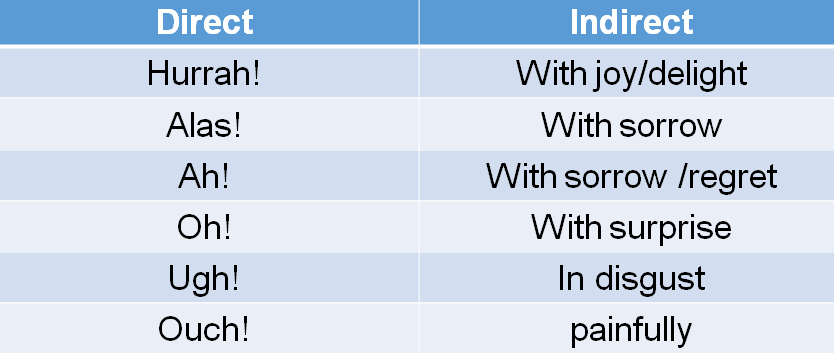 Direct Indirect
Hurrah! With joy/delight
Alas! With sorrow
Ah! With sorrow /regret
Oh! With surprise
Ugh! In disgust
Ouch! painfully